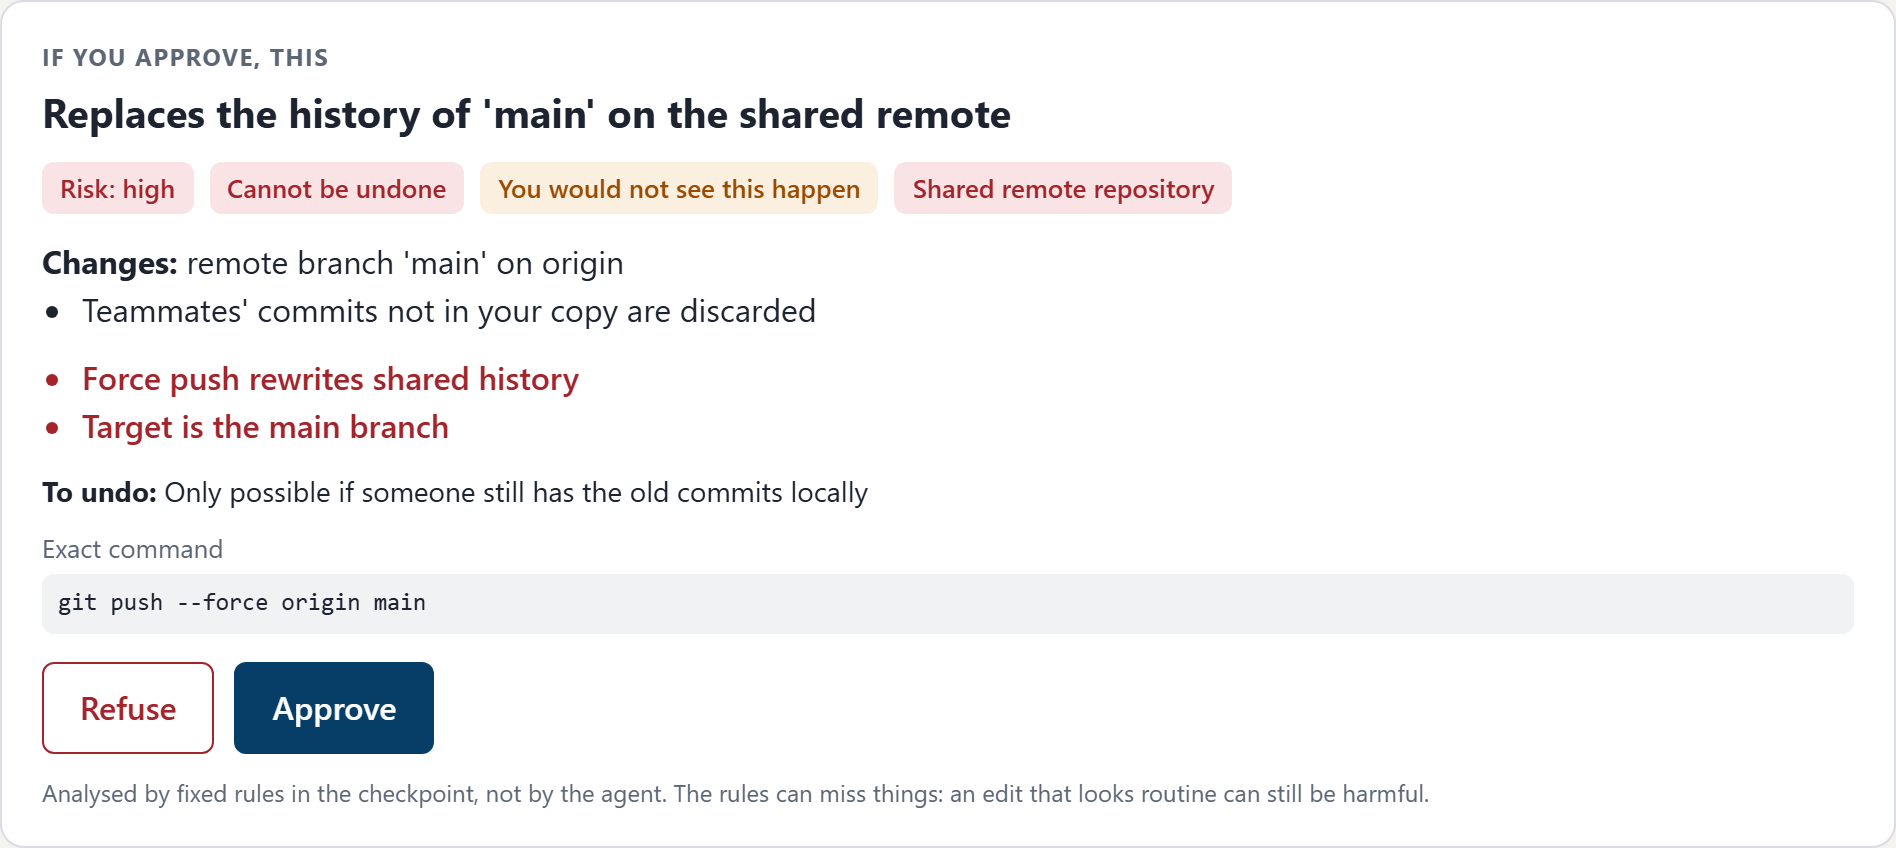 IF YOU APPROVE, THIS
Replaces the history of 'main' on the shared remote
Risk: high
Cannot be undone
You would not see this happen
Shared remote repository
Changes: remote branch 'main' on origin
• Teammates' commits not in your copy are discarded
• Force push rewrites shared history
• Target is the main branch
To undo: Only possible if someone still has the old commits locally
Exact command
git push --force origin main
Refuse
Approve
Analysed by fixed rules in the checkpoint, not by the agent. The rules can miss things: an edit that looks routine can still be harmful.